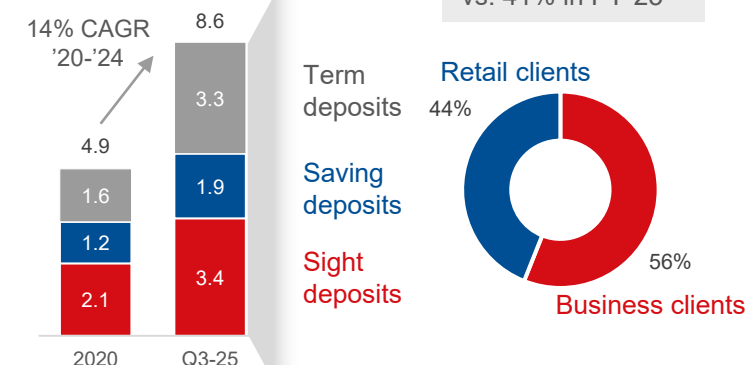 14% CAGR
’20-’24
8.6
3.3
1.9
3.4
4.9
1.6
1.2
2.1
2020
Q3-25
Term
deposits
Saving
deposits
Sight
deposits
Retail clients
44%
56%
Business clients